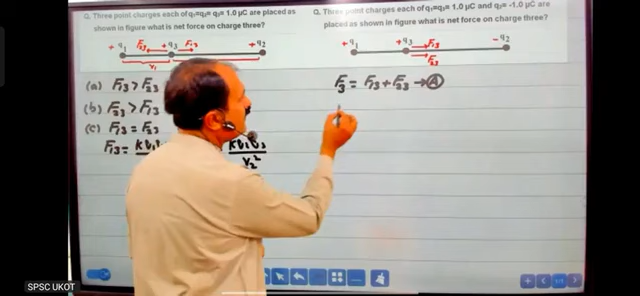 Q. Three point charges each of q₁=q₂= q₃= 1.0 µC are placed as
shown in figure what is net force on charge three?
+ q₁ F₂₃ + q₃ F₁₃ + q₂
r₁
(a) F₁₃ > F₂₃
(b) F₂₃ > F₁₃
(c) F₁₃ = F₂₃
F₁₃ =
r₂²
Q. Three point charges each of q₁=q₃= 1.0 µC and q₂= -1.0 µC are
placed as shown in figure what is net force on charge three?
+ q₁ + q₃ F₁₃ - q₂
F₂₃
F₃ = F₁₃ + F₂₃ → A
SPSC UKOT